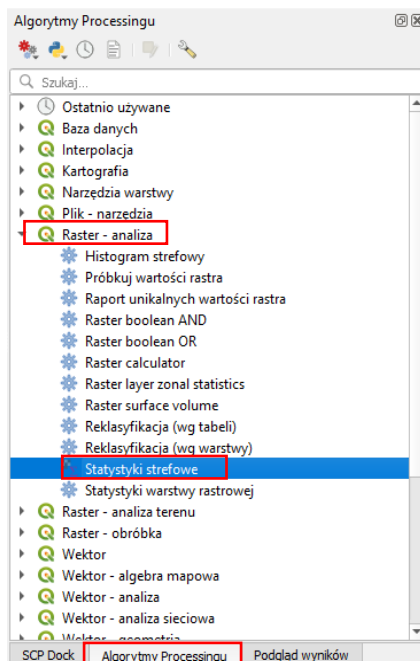 Algorytmy Processingu
Szukaj...
Ostatnio używane
Baza danych
Interpolacja
Kartografia
Narzędzia warstwy
Plik - narzędzia
Raster - analiza
Histogram strefowy
Próbkuj wartości rastra
Raport unikalnych wartości rastra
Raster boolean AND
Raster boolean OR
Raster calculator
Raster layer zonal statistics
Raster surface volume
Reklasyfikacja (wg tabeli)
Reklasyfikacja (wg warstwy)
Statystyki strefowe
Statystyki warstwy rastrowej
Raster - analiza terenu
Raster - obróbka
Wektor
Wektor - algebra mapowa
Wektor - analiza
Wektor - analiza sieciowa
Wektor - geometria
SCP Dock Algorytmy Processingu Podgląd wyników